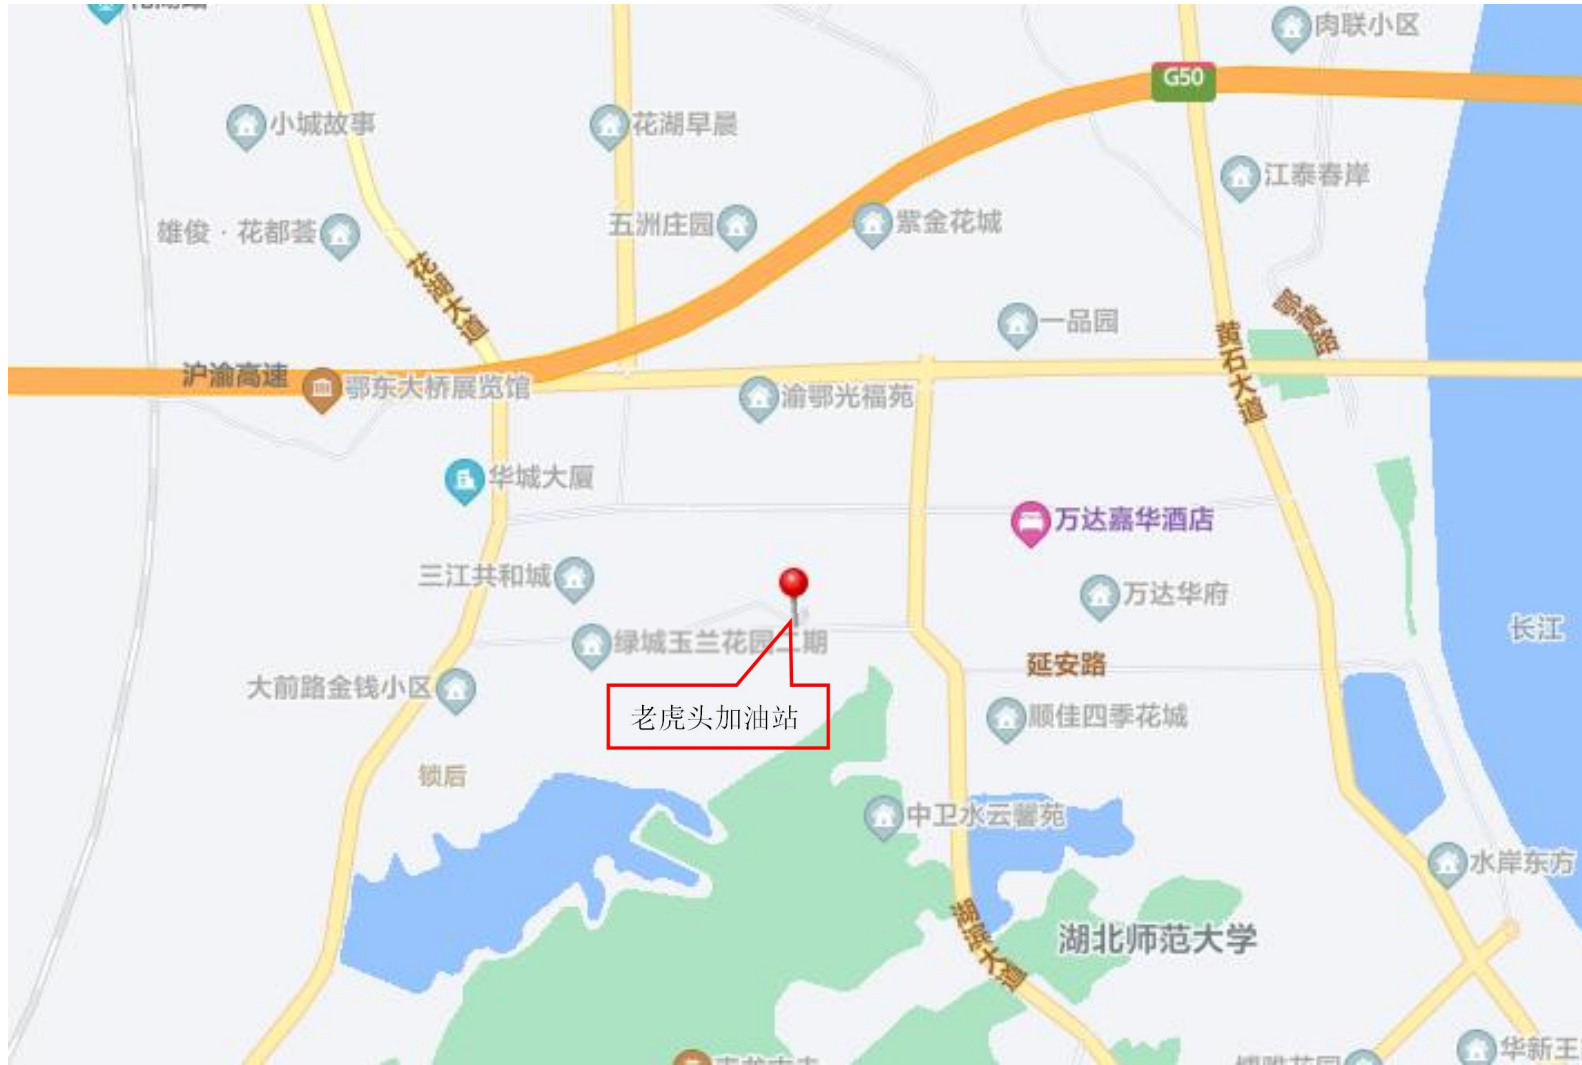 肉联小区
G50
小城故事
花湖早晨
江泰春岸
雄俊·花都荟
五洲庄园
紫金花城
花湖大道
鄂黄路
一品园
黄石大道
沪渝高速
鄂东大桥展览馆
渝鄂光福苑
华城大厦
万达嘉华酒店
三江共和城
万达华府
长江
绿城玉兰花园二期
延安路
大前路金钱小区
老虎头加油站
顺佳四季花城
锁后
中卫水云馨苑
水岸东方
湖滨大道
湖北师范大学
华新王